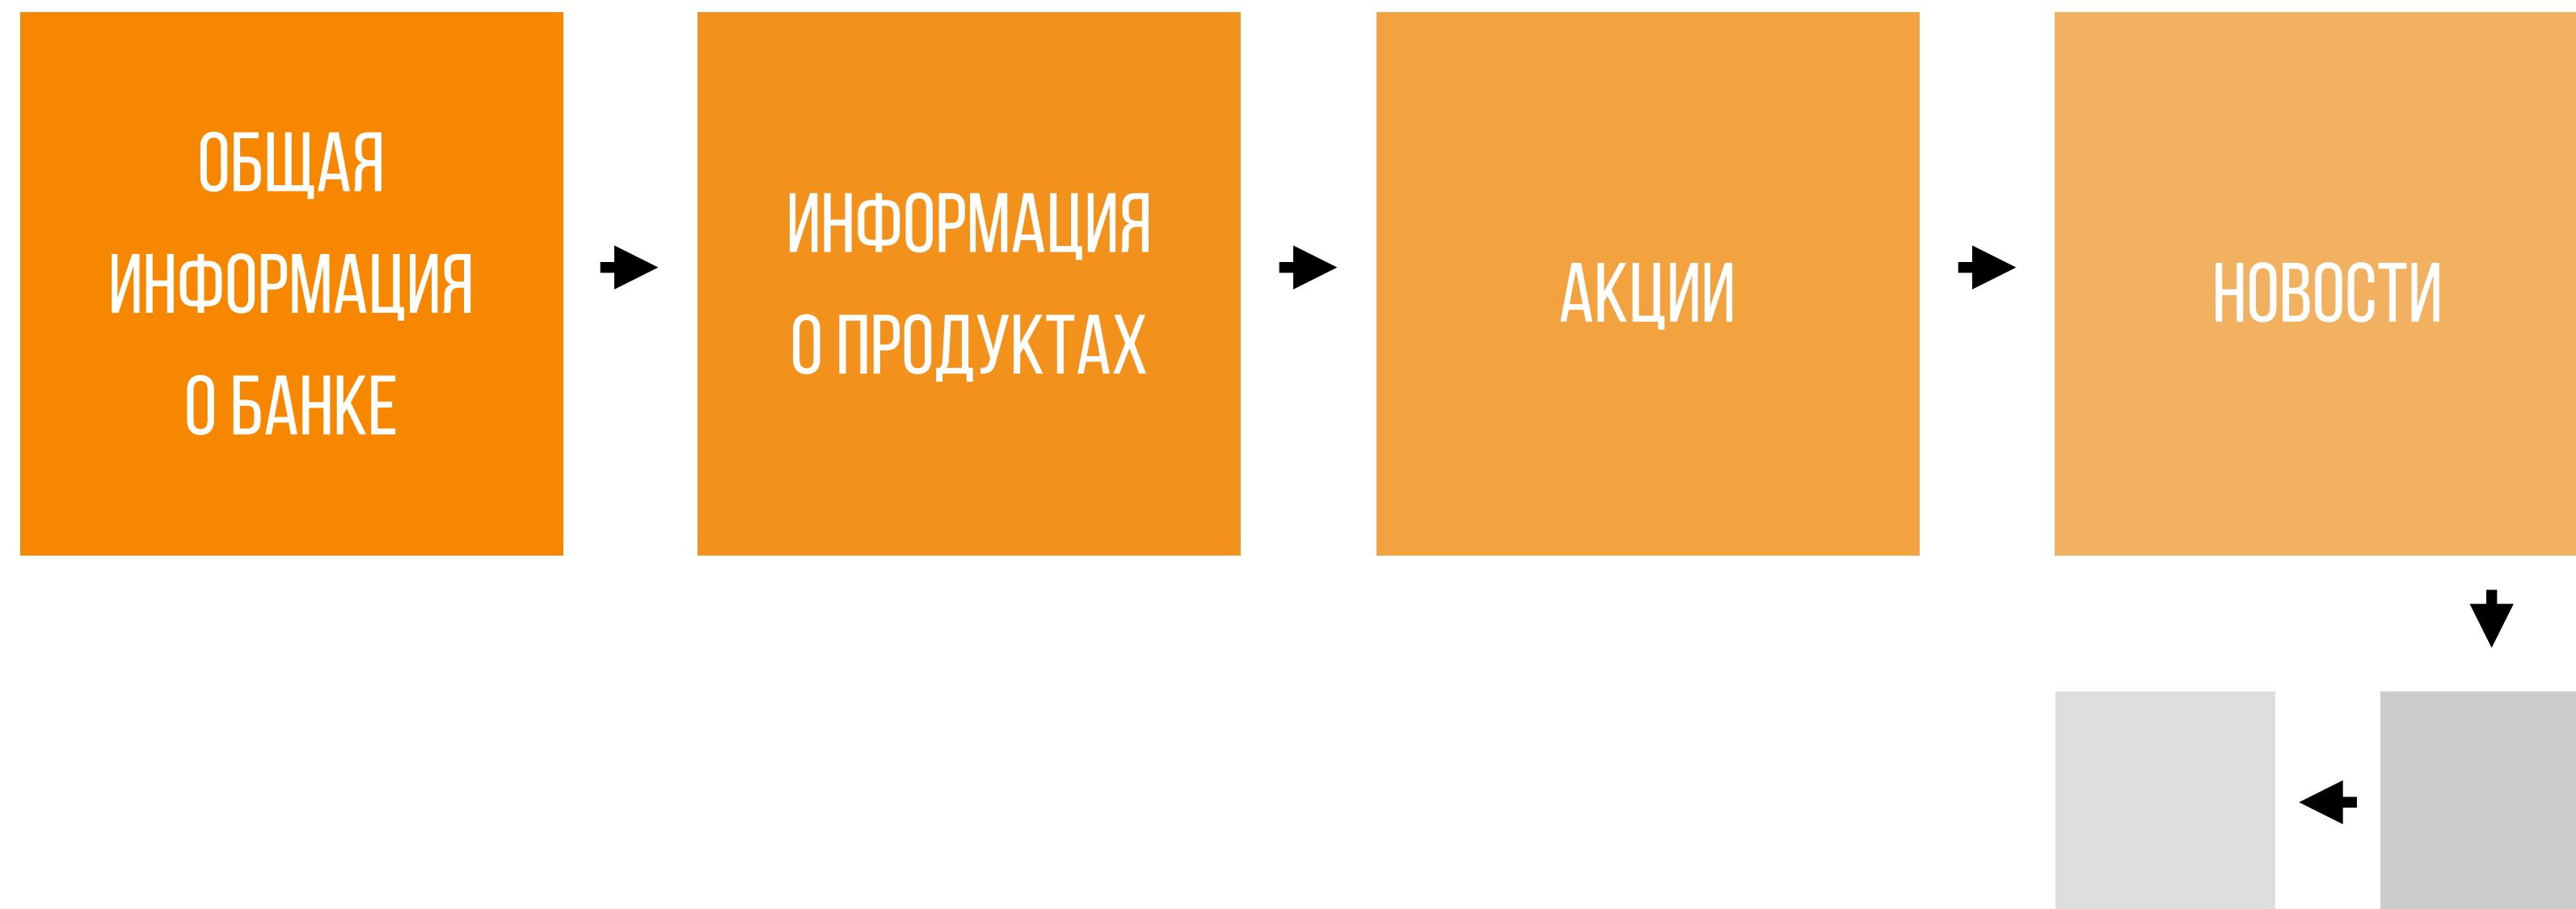 ОБЩАЯ
ИНФОРМАЦИЯ
О БАНКЕ
ИНФОРМАЦИЯ
О ПРОДУКТАХ
АКЦИИ
НОВОСТИ